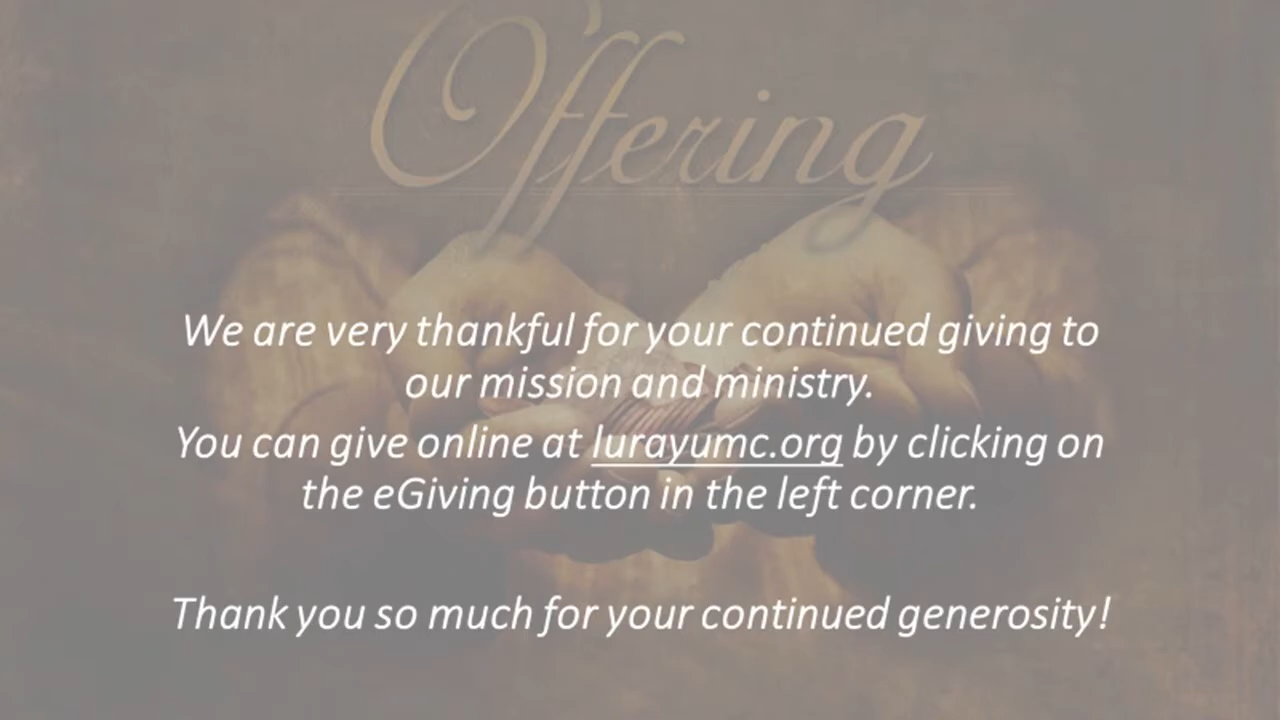 Offering
We are very thankful for your continued giving to
our mission and ministry.
You can give online at lurayumc.org by clicking on
the eGiving button in the left corner.
Thank you so much for your continued generosity!